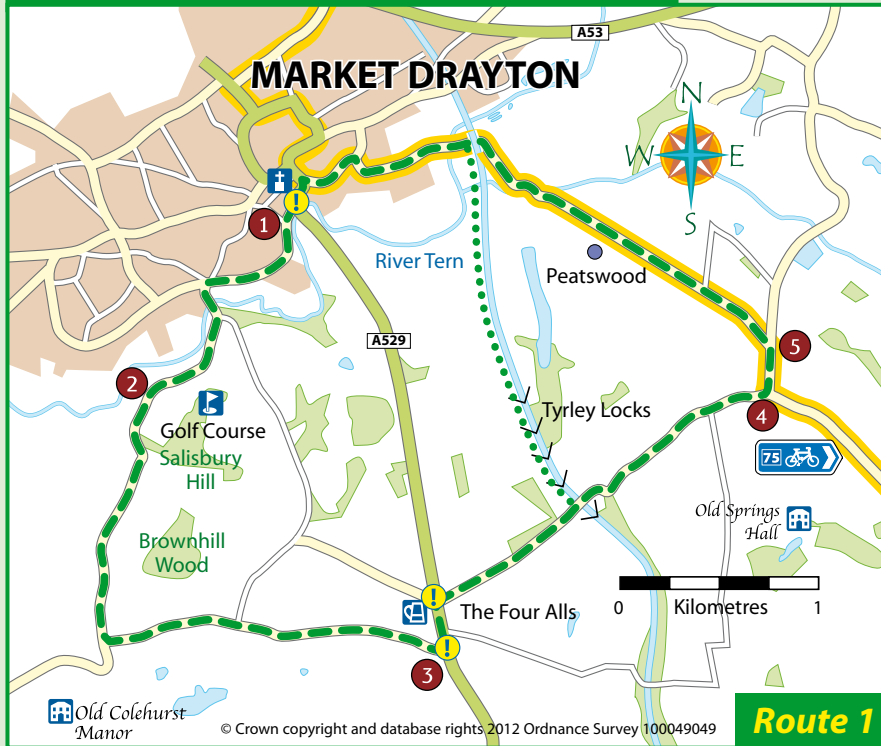 A53
MARKET DRAYTON
N
W
E
S
!
1
River Tern
Peatswood
A529
5
2
Golf Course
Tyrley Locks
4
Salisbury
Hill
75
Old Springs
Hall
Brownhill
Wood
0 Kilometres 1
!
The Four Alls
!
3
Old Colehurst
Manor
© Crown copyright and database rights 2012 Ordnance Survey 100049049
Route 1